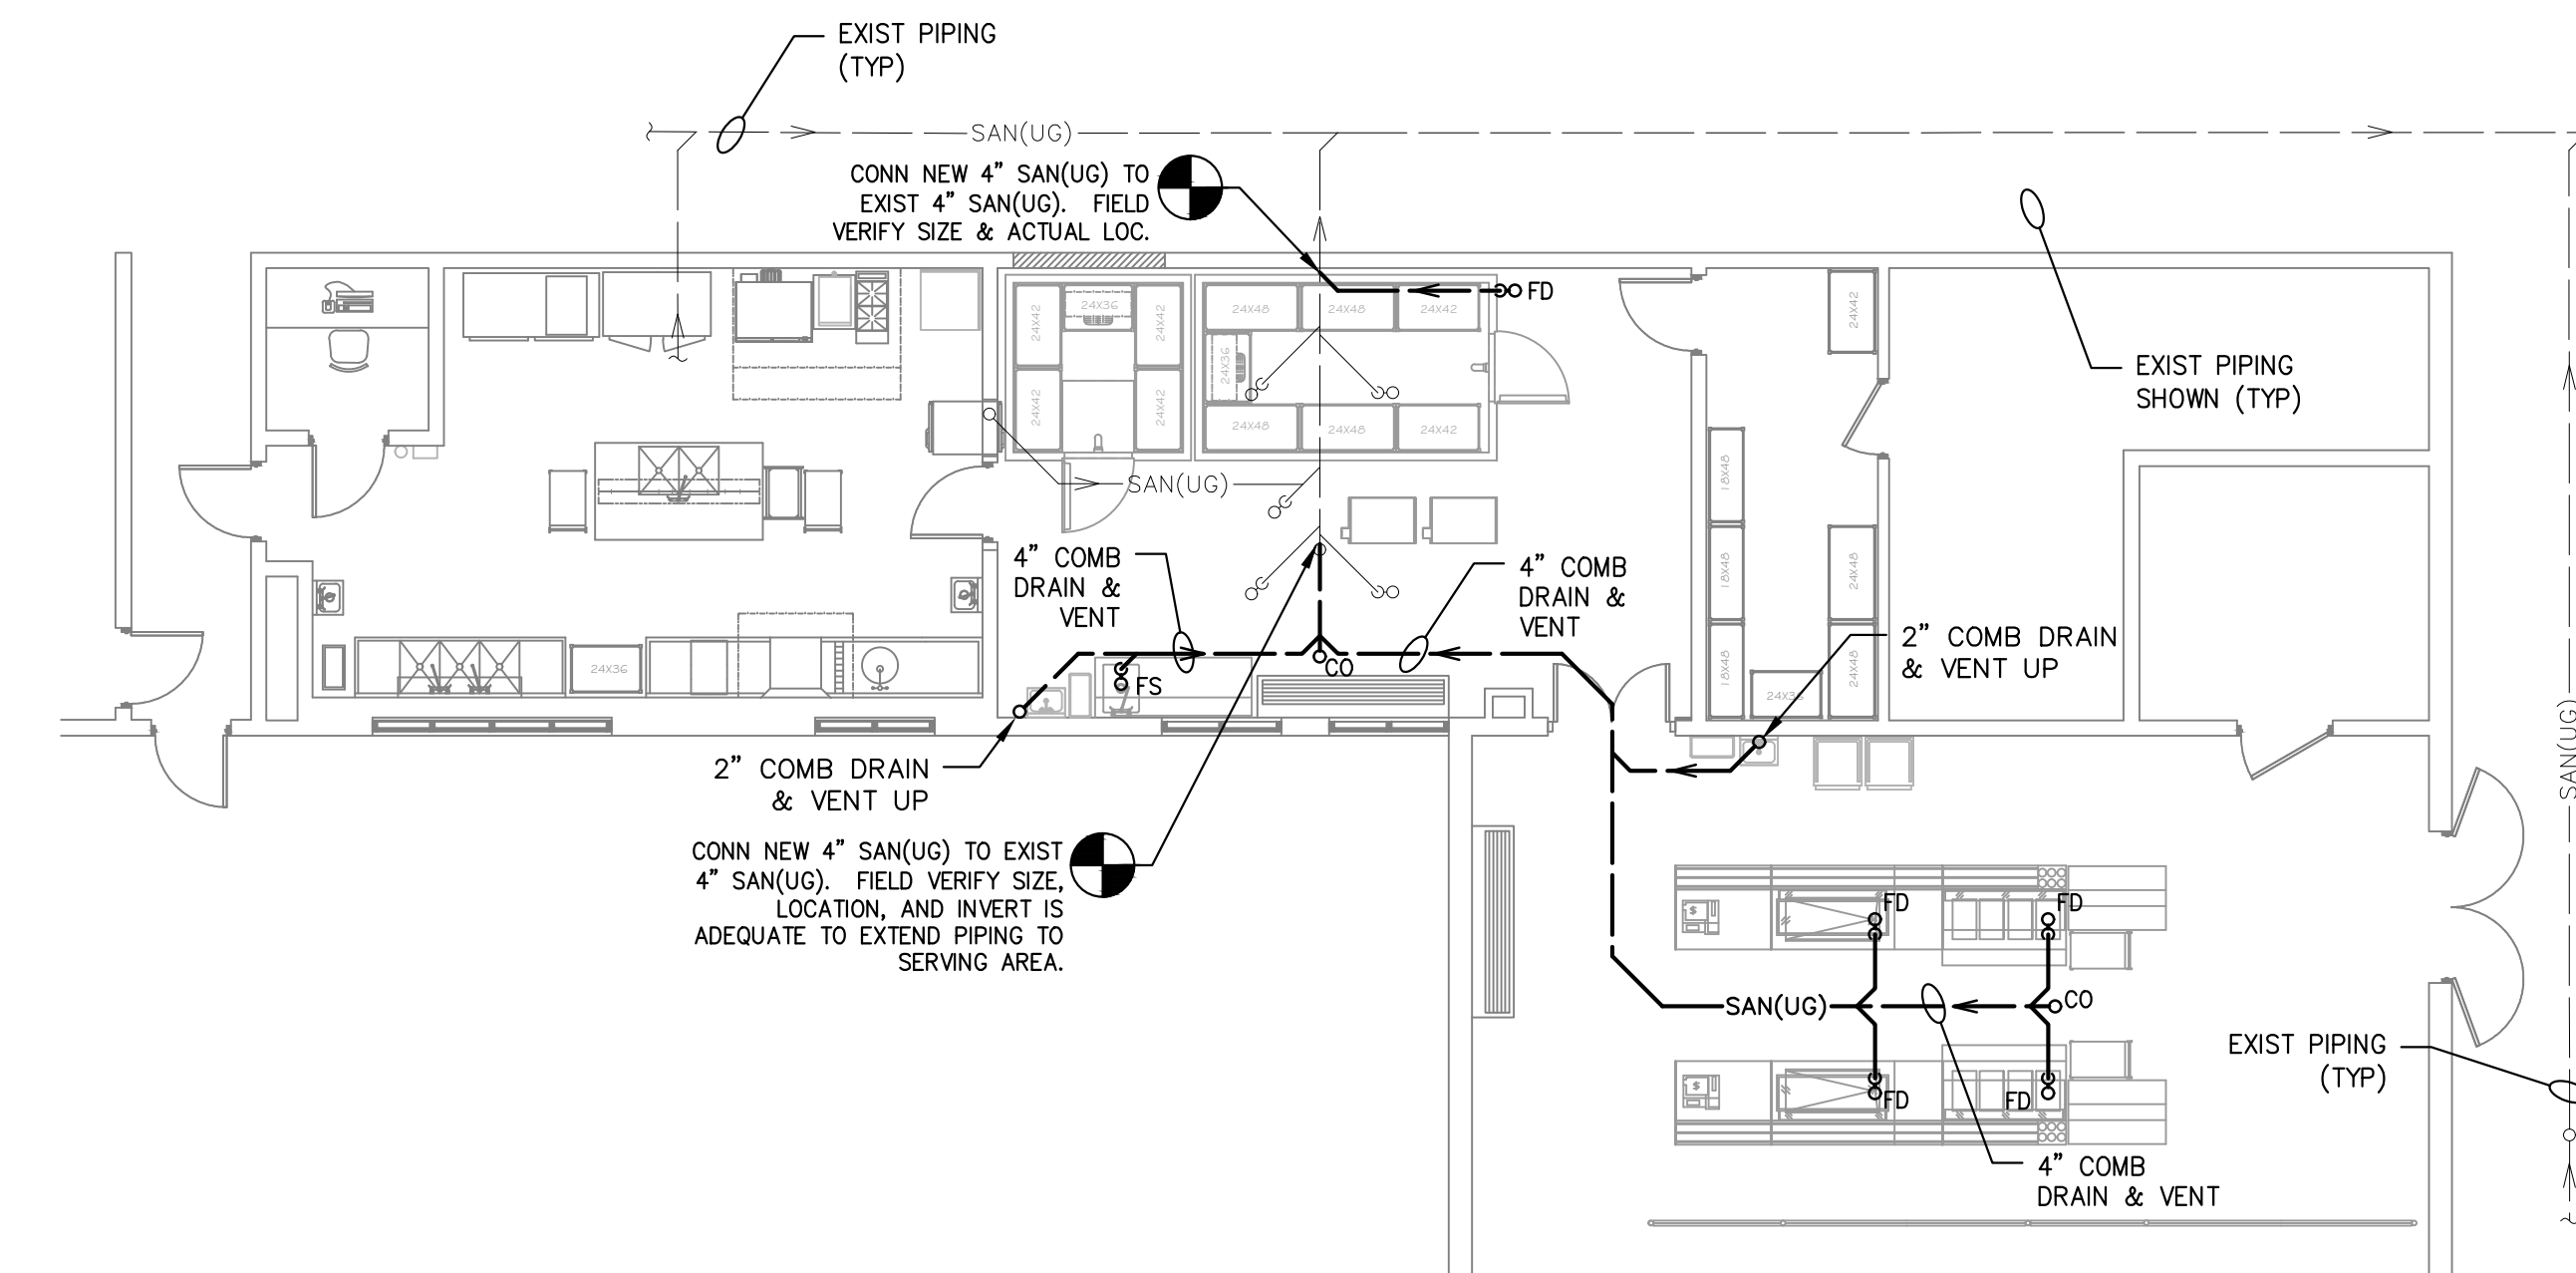 EXIST PIPING
(TYP)
SAN(UG)
CONN NEW 4” SAN(UG) TO
EXIST 4” SAN(UG). FIELD
VERIFY SIZE & ACTUAL LOC.
FD
24X42
24X36
24X42
24X42
24X42
24X48
24X48
24X42
24X36
24X48
24X48
24X42
24X42
EXIST PIPING
SHOWN (TYP)
SAN(UG)
18X48
18X48
18X48
24X48
24X48
24X36
4” COMB
DRAIN &
VENT
4” COMB
DRAIN &
VENT
2” COMB DRAIN
& VENT UP
24X36
FS
CO
2” COMB DRAIN
& VENT UP
CONN NEW 4” SAN(UG) TO EXIST
4” SAN(UG). FIELD VERIFY SIZE,
LOCATION, AND INVERT IS
ADEQUATE TO EXTEND PIPING TO
SERVING AREA.
SAN(UG)
$
FD
FD
SAN(UG)
CO
EXIST PIPING
(TYP)
$
FD
FD
4” COMB
DRAIN & VENT